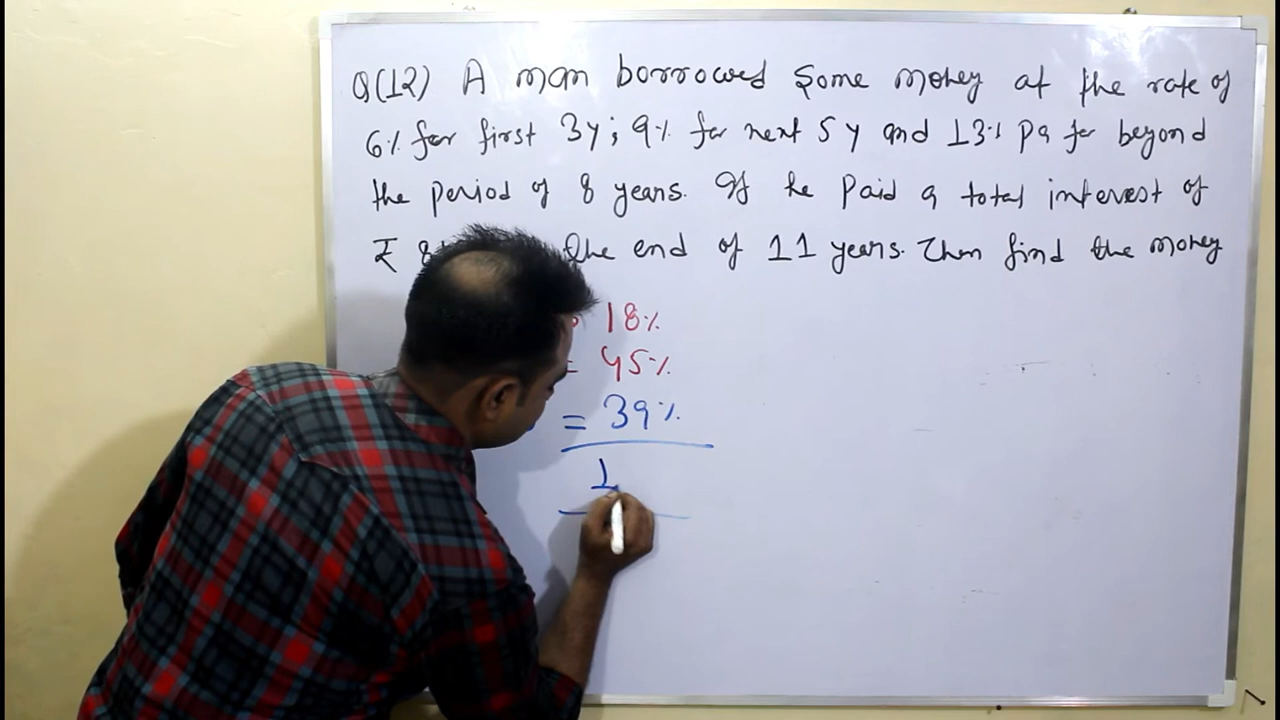 Q(12) A man borrowed some money at the rate of
6% for first 3y; 9% for next 5y and 13% pa for beyond
the period of 8 years. If he paid a total interest of
₹ 8 the end of 11 years. Then find the money
18%
= 45%
= 39%
1